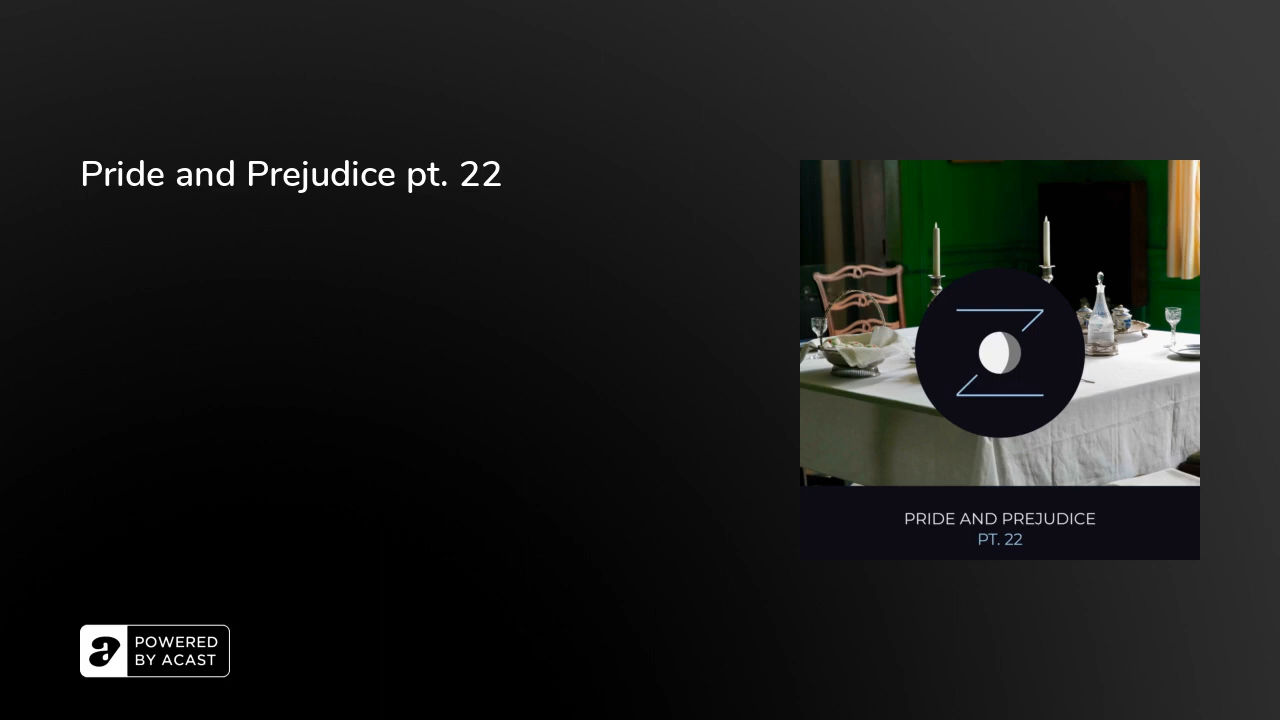 Pride and Prejudice pt. 22
PRIDE AND PREJUDICE
PT. 22
a POWERED
BY ACAST